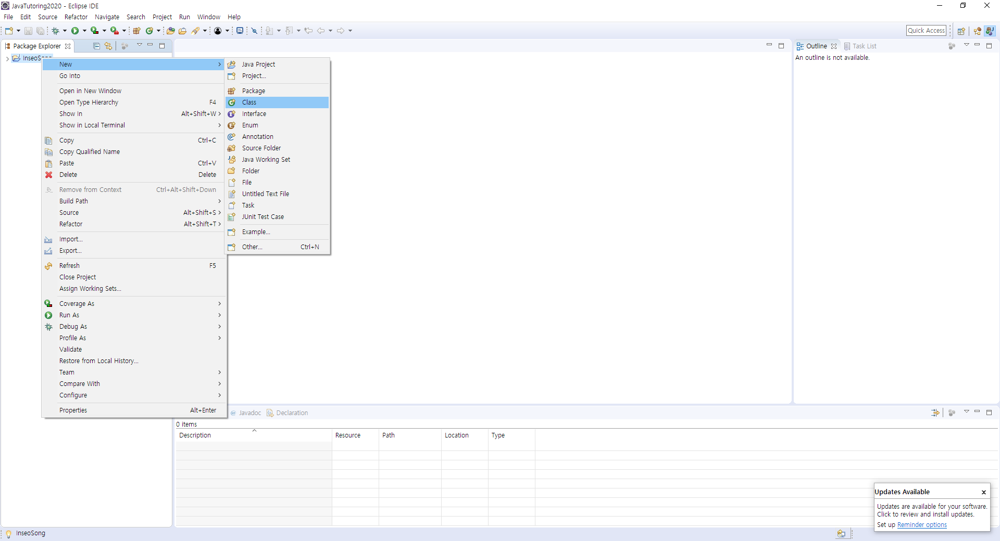 JavaTutoring2020 - Eclipse IDE
File Edit Source Refactor Navigate Search Project Run Window Help
Quick Access
Package Explorer
Outline Task List
An outline is not available.
New
Go Into
Open in New Window
Open Type Hierarchy F4
Show In Alt+Shift+W
Show in Local Terminal
Copy Ctrl+C
Copy Qualified Name
Paste Ctrl+V
Delete Delete
Remove from Context Ctrl+Alt+Shift+Down
Build Path
Source Alt+Shift+S
Refactor Alt+Shift+T
Import...
Export...
Refresh F5
Close Project
Assign Working Sets...
Coverage As
Run As
Debug As
Profile As
Validate
Restore from Local History...
Team
Compare With
Configure
Properties Alt+Enter
Java Project
Project...
Package
Class
Interface
Enum
Annotation
Source Folder
Java Working Set
Folder
File
Untitled Text File
Task
JUnit Test Case
Example...
Other... Ctrl+N
@ Javadoc Declaration
0 items
Description Resource Path Location Type
Updates Available
Updates are available for your software.
Click to review and install updates.
Set up Reminder options
InseoSong